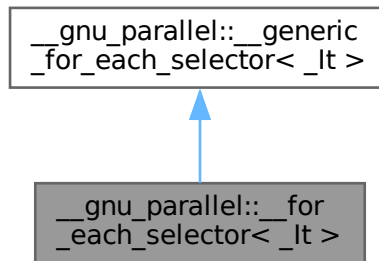 __gnu_parallel::__generic
_for_each_selector< _It >
__gnu_parallel::__for
_each_selector< _It >